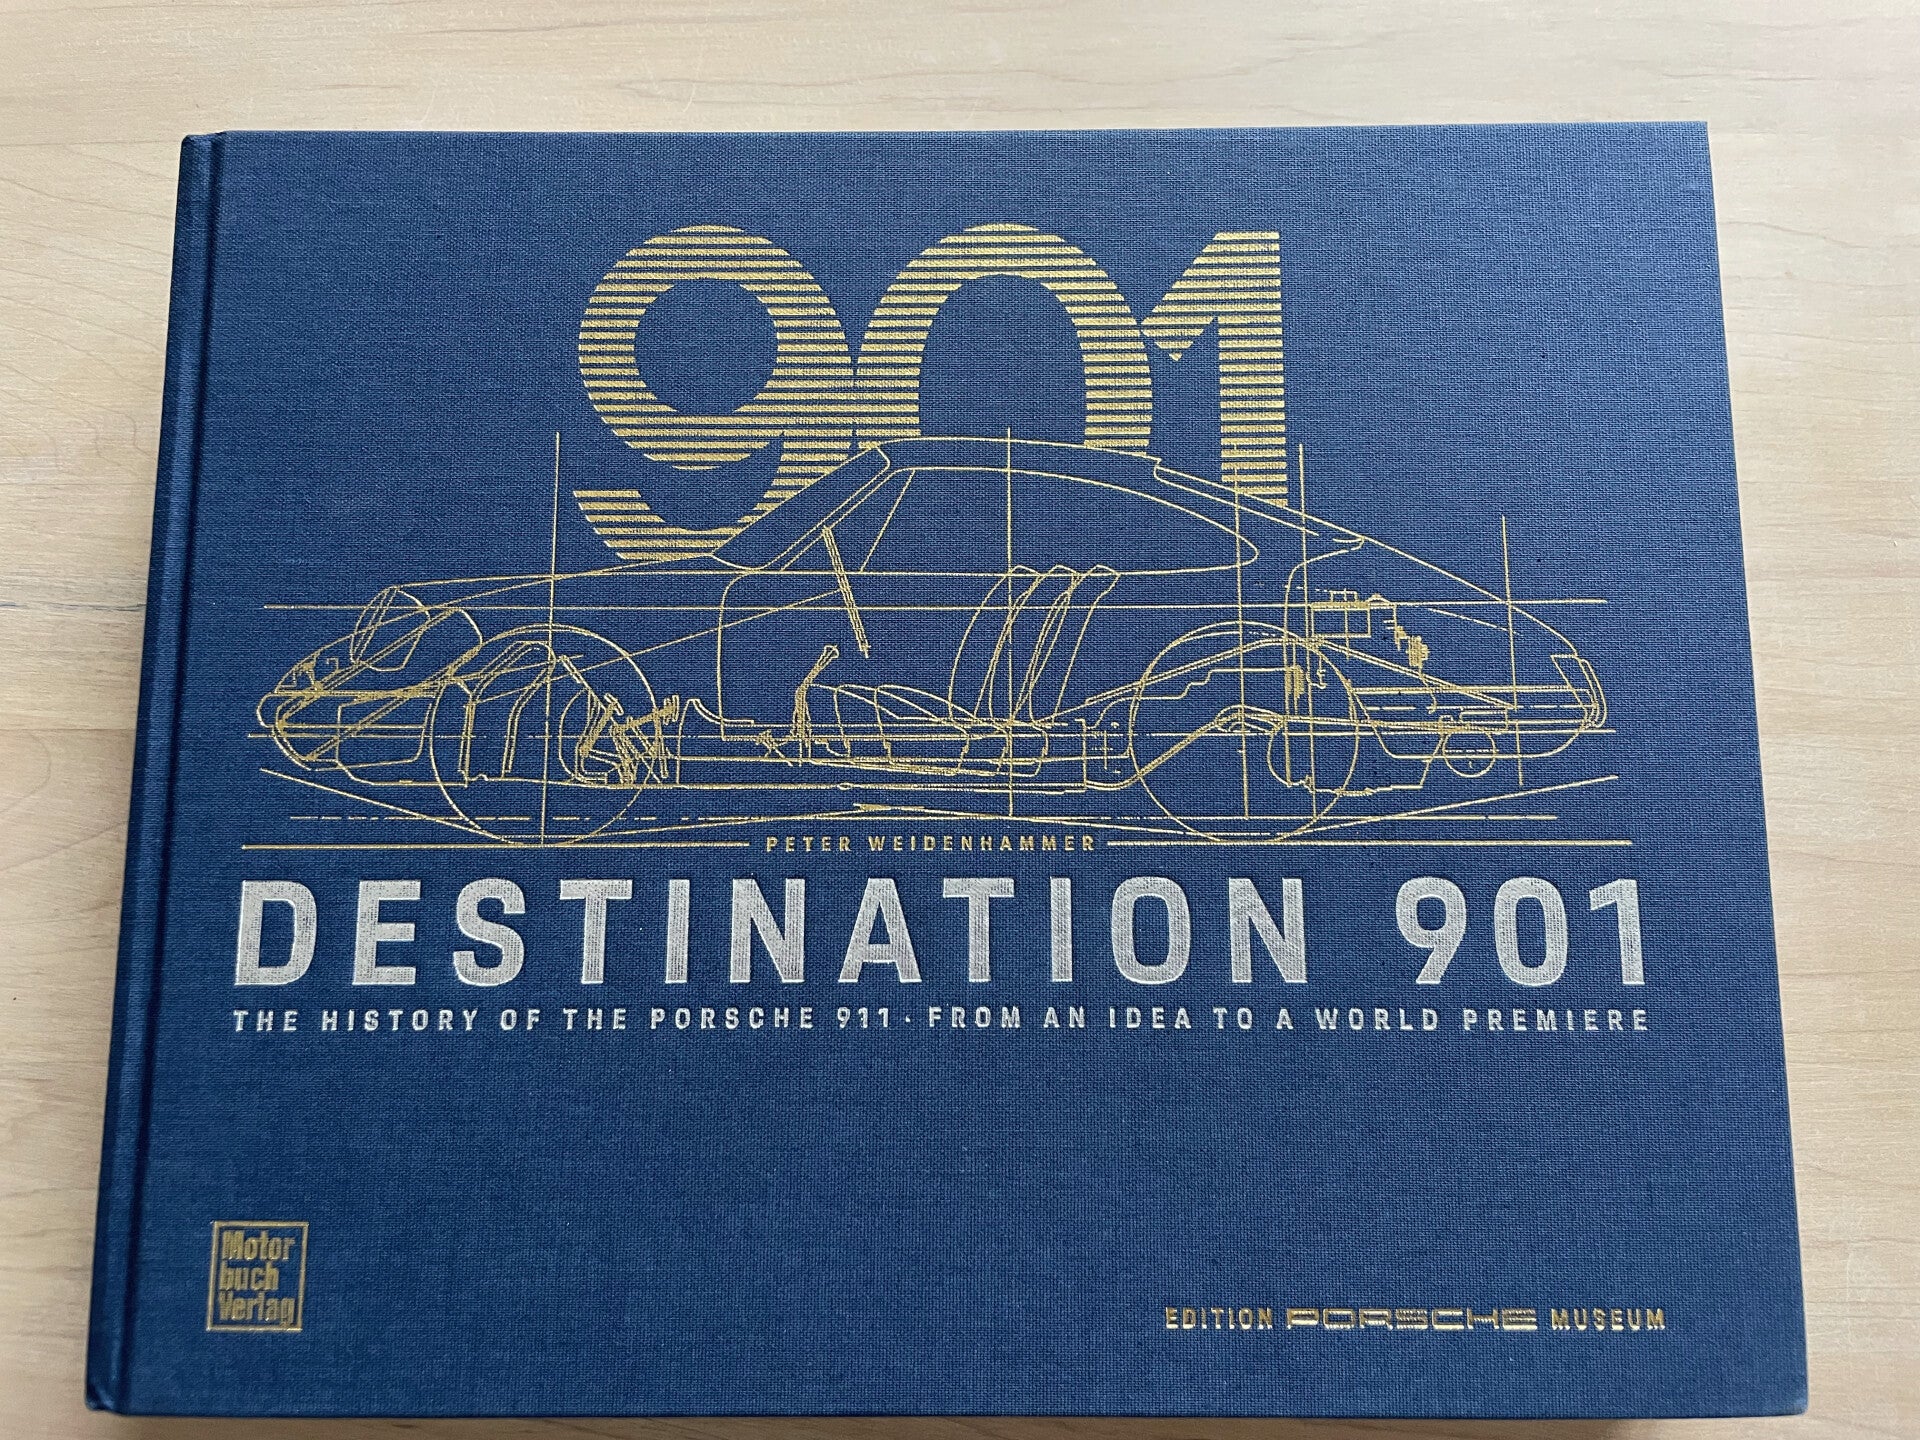 901
PETER WEIDENHAMMER
DESTINATION 901
THE HISTORY OF THE PORSCHE 911 · FROM AN IDEA TO A WORLD PREMIERE
Motor
buch
Verlag
EDITION PORSCHE MUSEUM